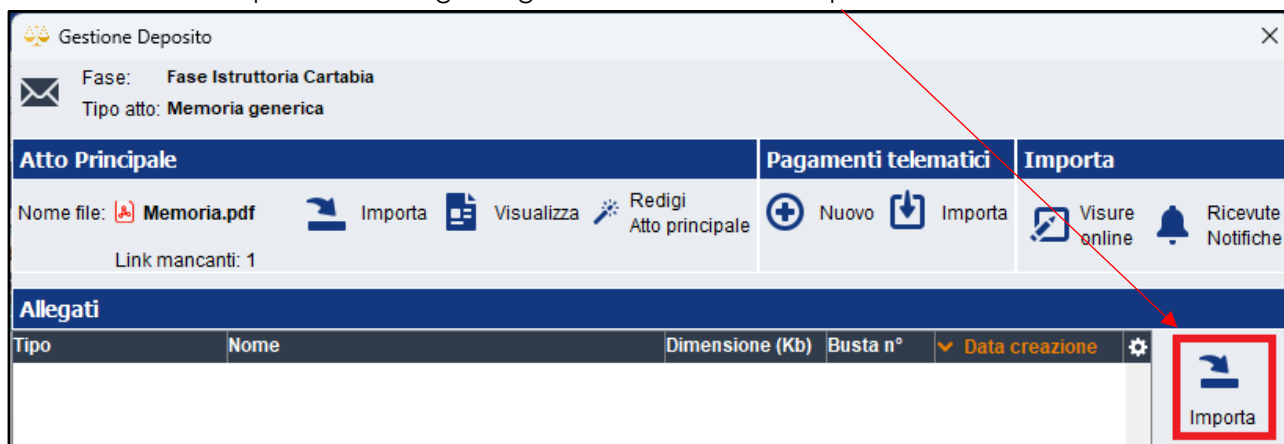 Gestione Deposito
Fase: Fase Istruttoria Cartabia
Tipo atto: Memoria generica
Atto Principale Pagamenti telematici Importa
Nome file: Memoria.pdf Importa Visualizza Redigi Atto principale Nuovo Importa Visure online Ricevute Notifiche
Link mancanti: 1
Allegati
Tipo Nome Dimensione (Kb) Busta n° Data creazione
Importa